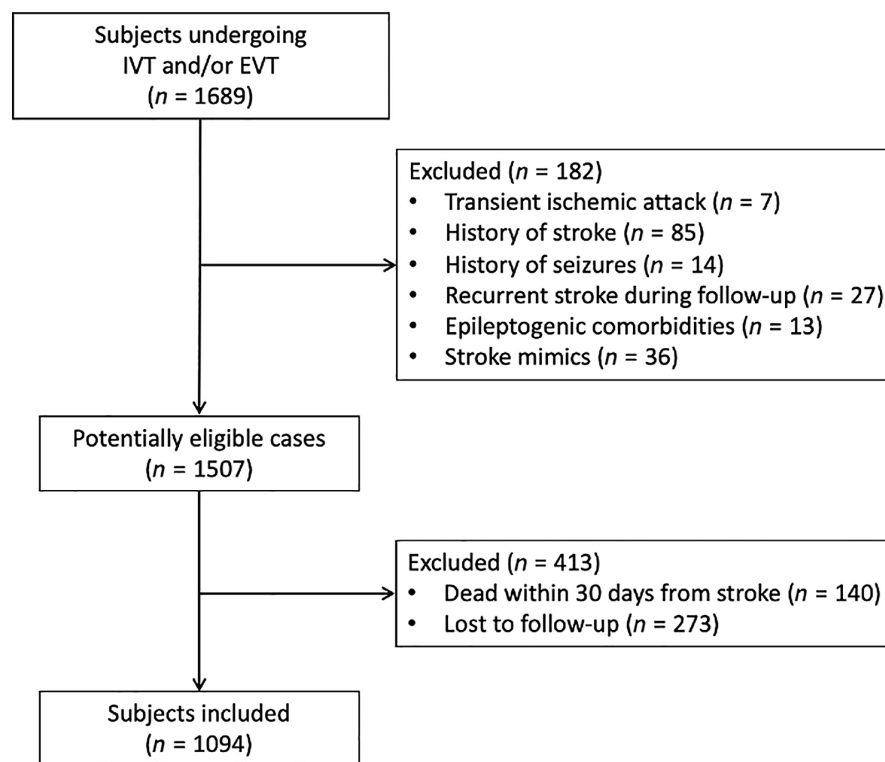 Subjects undergoing
IVT and/or EVT
(n = 1689)
Excluded (n = 182)
• Transient ischemic attack (n = 7)
• History of stroke (n = 85)
• History of seizures (n = 14)
• Recurrent stroke during follow-up (n = 27)
• Epileptogenic comorbidities (n = 13)
• Stroke mimics (n = 36)
Potentially eligible cases
(n = 1507)
Excluded (n = 413)
• Dead within 30 days from stroke (n = 140)
• Lost to follow-up (n = 273)
Subjects included
(n = 1094)